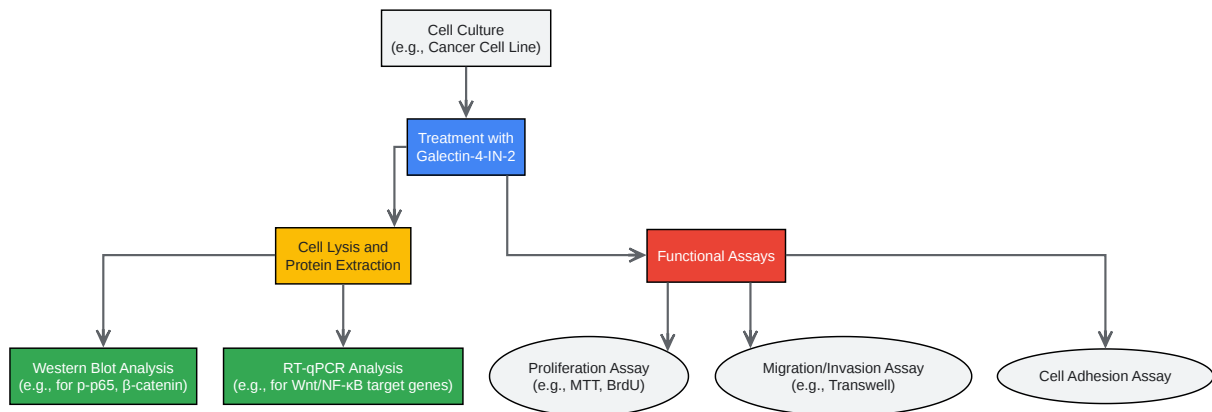 Cell Culture
(e.g., Cancer Cell Line)
Treatment with
Galectin-4-IN-2
Cell Lysis and
Protein Extraction
Functional Assays
Western Blot Analysis
(e.g., for p-p65, β-catenin)
RT-qPCR Analysis
(e.g., for Wnt/NF-κB target genes)
Proliferation Assay
(e.g., MTT, BrdU)
Migration/Invasion Assay
(e.g., Transwell)
Cell Adhesion Assay